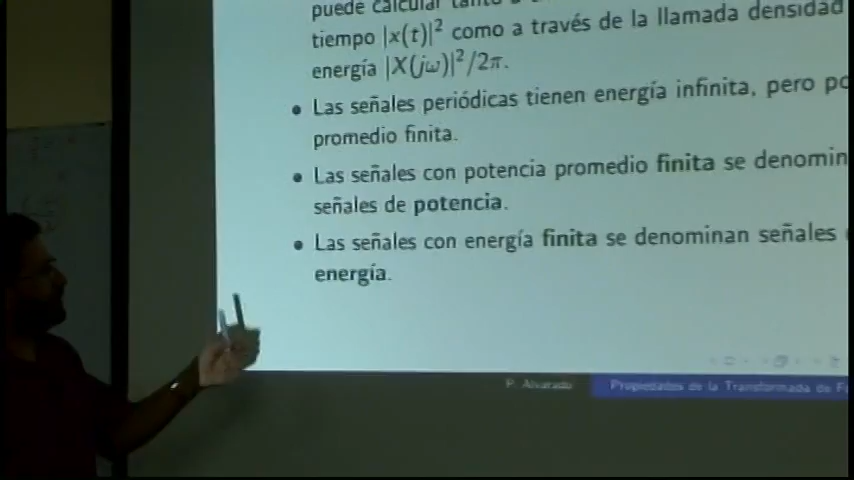 puede calcular tanto a
tiempo |x(t)|² como a través de la llamada densidad
energía |X(jω)|²/2π.
• Las señales periódicas tienen energía infinita, pero po
promedio finita.
• Las señales con potencia promedio finita se denomin
señales de potencia.
• Las señales con energía finita se denominan señales
energía.
P. Alvarado Propiedades de la Transformada de F